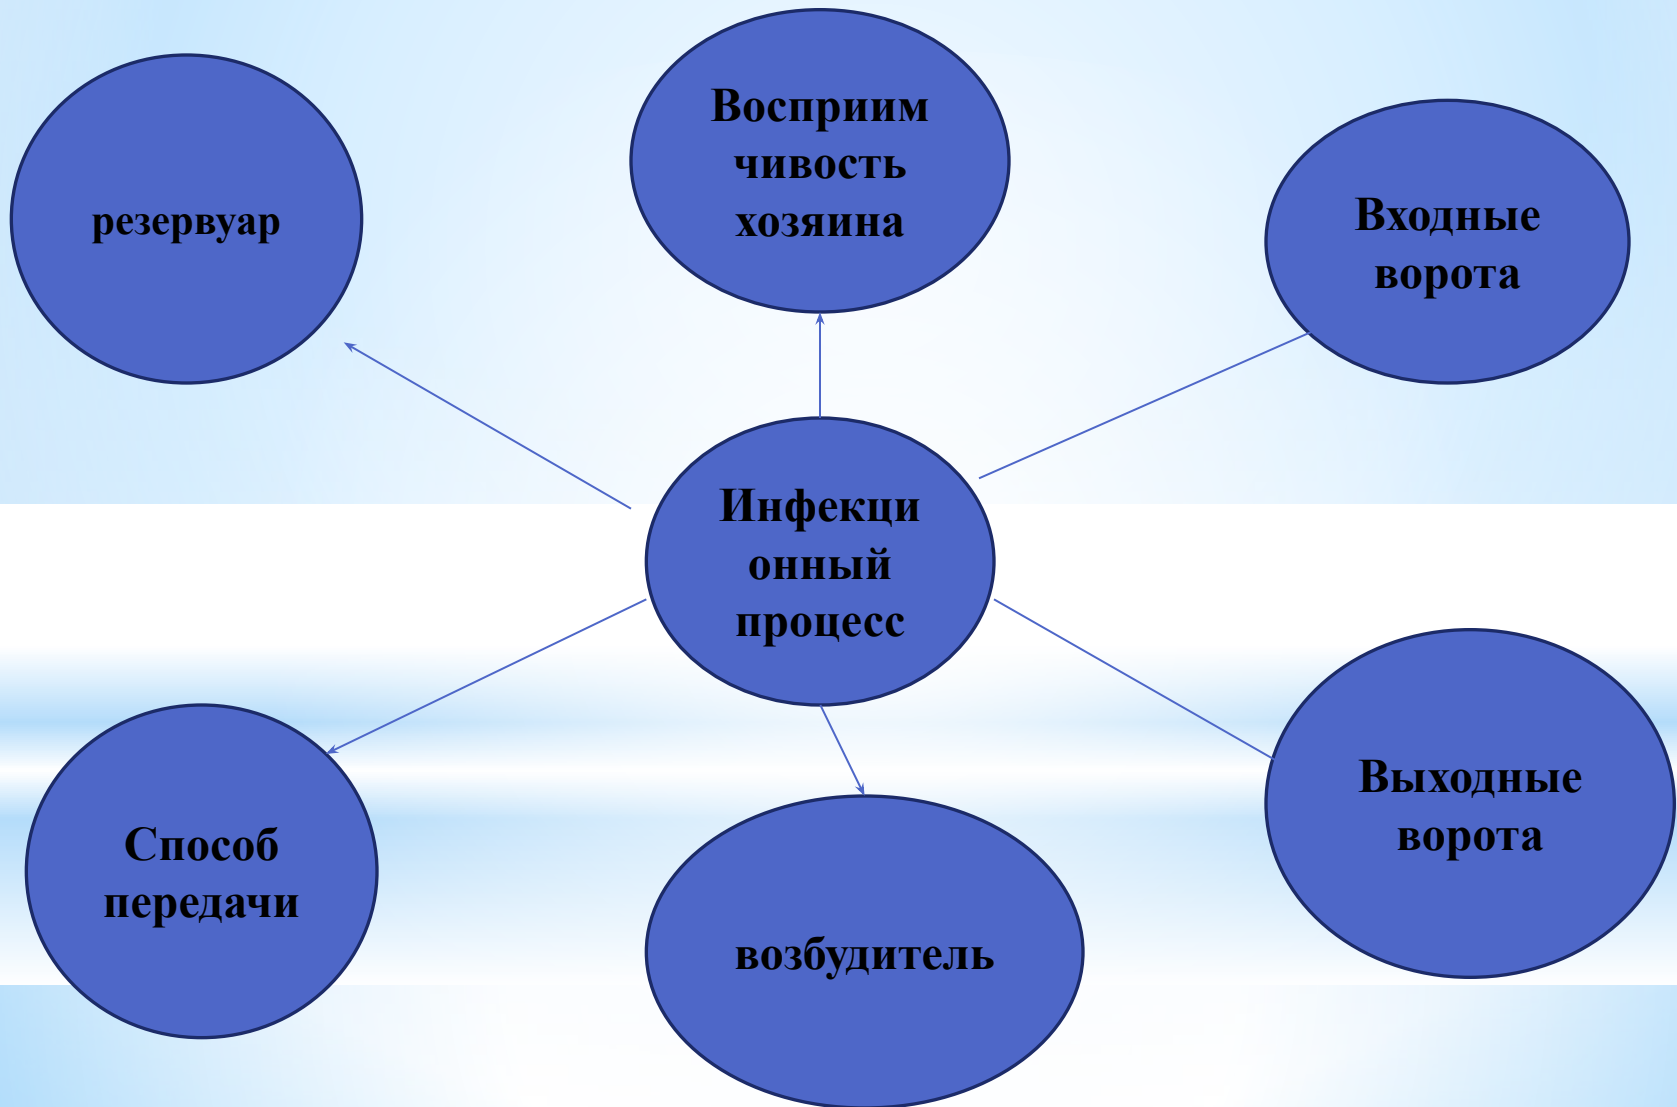 резервуар
Восприим
чивость
хозяина
Входные
ворота
Инфекци
онный
процесс
Способ
передачи
возбудитель
Выходные
ворота